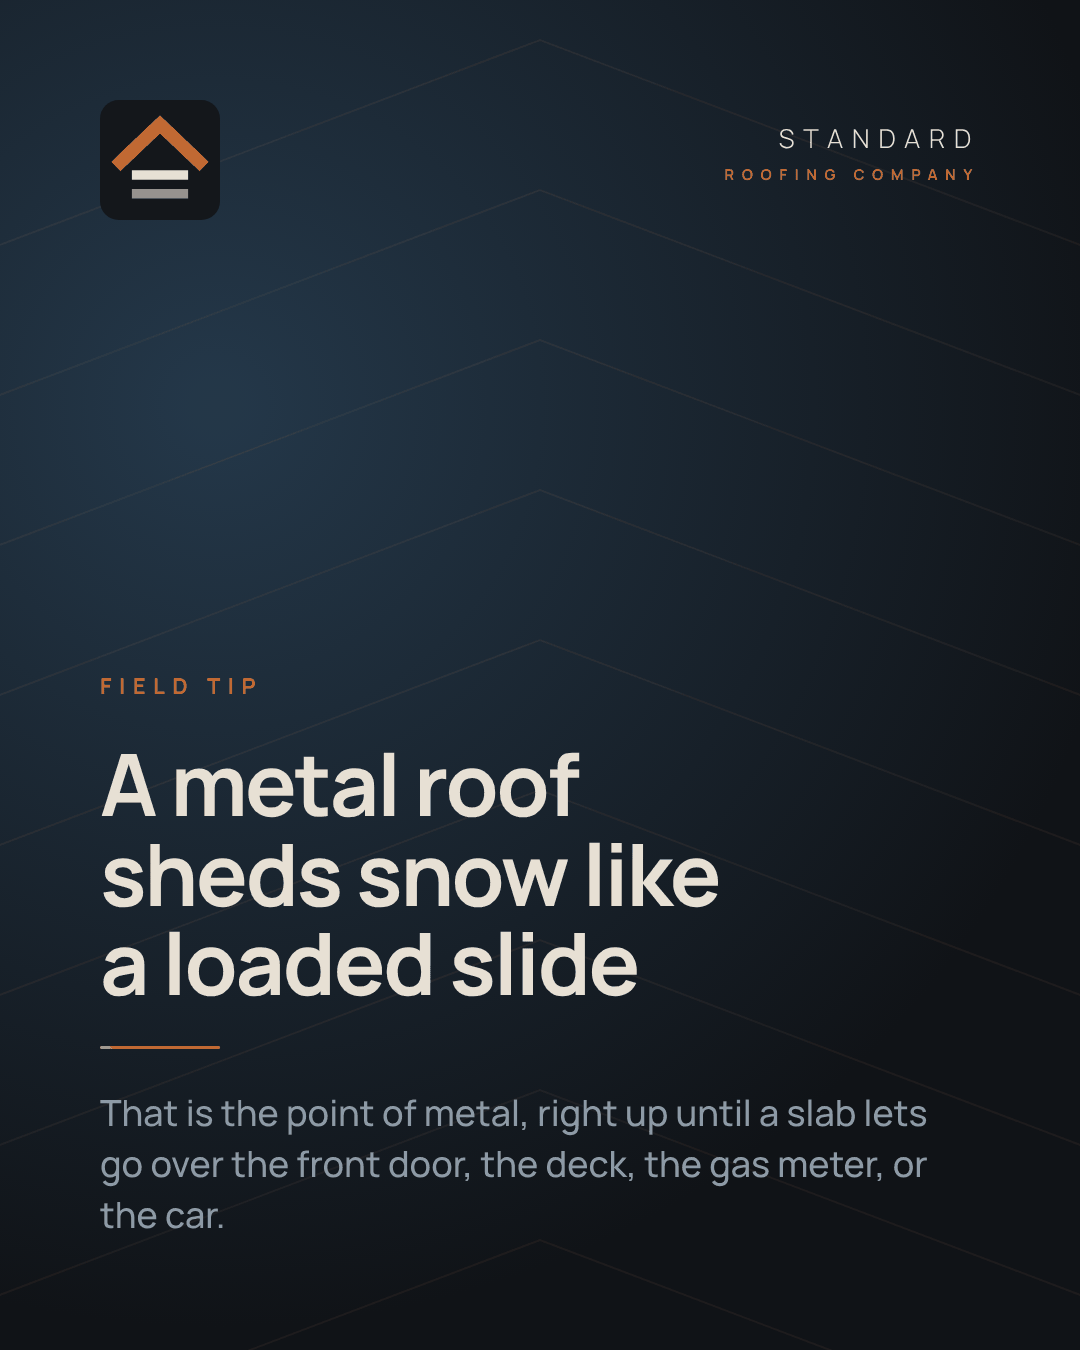 STANDARD
ROOFING COMPANY
FIELD TIP
A metal roof
sheds snow like
a loaded slide
That is the point of metal, right up until a slab lets
go over the front door, the deck, the gas meter, or
the car.